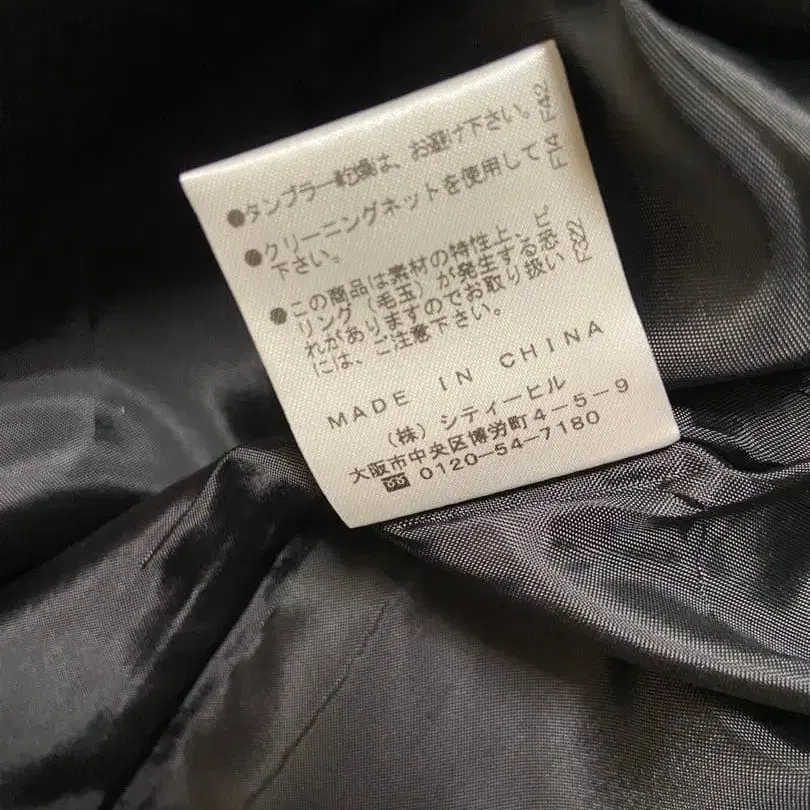 ●タンブラー乾燥は、お避け下さい。 F42
●クリーニングネットを使用して F14
下さい。
●この商品は素材の特性上、ピ
リング（毛玉）が発生する恐 F322
れがありますのでお取り扱い
には、ご注意下さい。
MADE IN CHINA
（株）シティーヒル
大阪市中央区博労町4－5－9
0120－54－7180